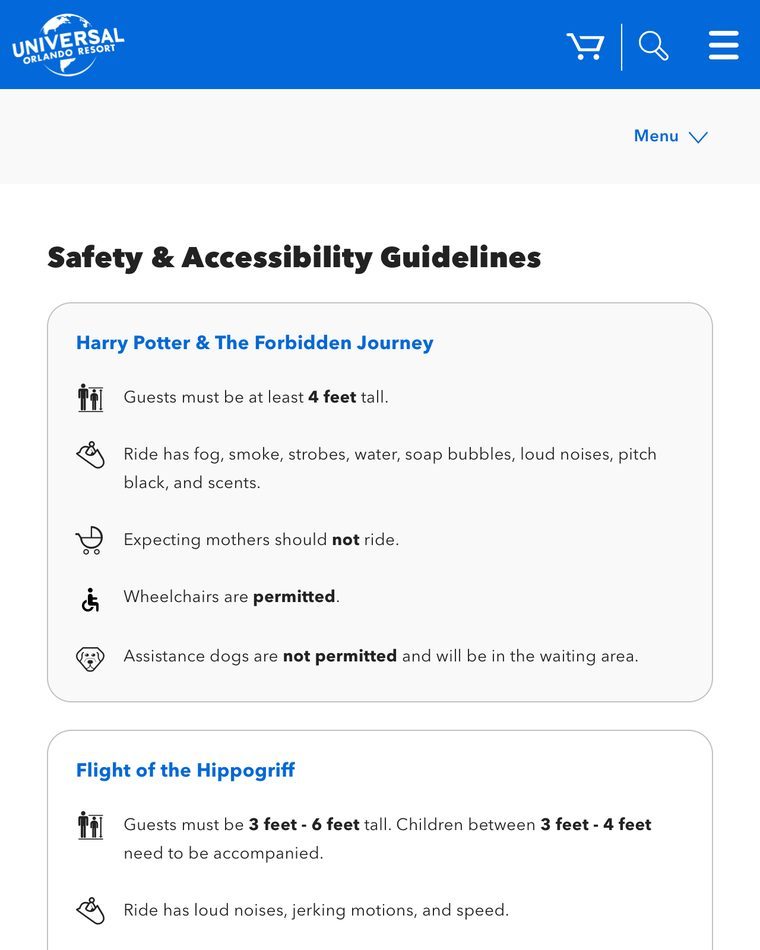 UNIVERSAL
ORLANDO RESORT
Menu
Safety & Accessibility Guidelines
Harry Potter & The Forbidden Journey
Guests must be at least 4 feet tall.
Ride has fog, smoke, strobes, water, soap bubbles, loud noises, pitch
black, and scents.
Expecting mothers should not ride.
Wheelchairs are permitted.
Assistance dogs are not permitted and will be in the waiting area.
Flight of the Hippogriff
Guests must be 3 feet - 6 feet tall. Children between 3 feet - 4 feet
need to be accompanied.
Ride has loud noises, jerking motions, and speed.